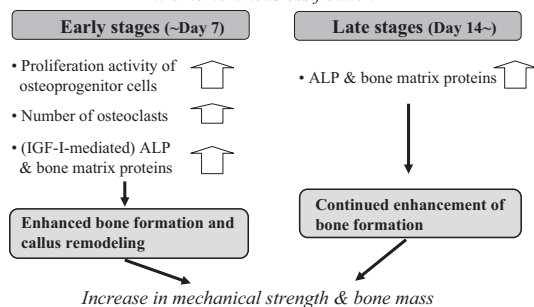 Early stages (~Day 7)
• Proliferation activity of
osteoprogenitor cells
• Number of osteoclasts
• (IGF-I-mediated) ALP
& bone matrix proteins
Enhanced bone formation and
callus remodeling
Late stages (Day 14~)
• ALP & bone matrix proteins
Continued enhancement of
bone formation
Increase in mechanical strength & bone mass